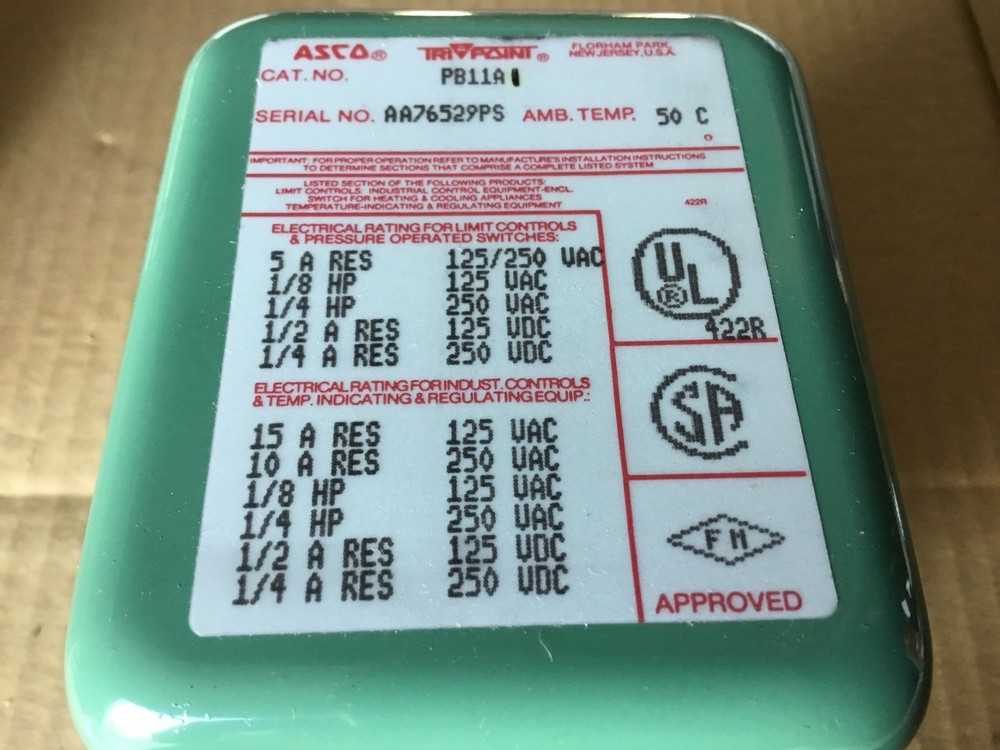 ASCO® TRI POINT® FLORHAM PARK,
NEW JERSEY, U.S.A.
CAT. NO. PB11A
SERIAL NO. AA76529PS AMB. TEMP. 50 C
IMPORTANT: FOR PROPER OPERATION REFER TO MANUFACTURE'S INSTALLATION INSTRUCTIONS
TO DETERMINE SECTIONS THAT COMPRISE A COMPLETE LISTED SYSTEM
LISTED SECTION OF THE FOLLOWING PRODUCTS:
LIMIT CONTROLS: INDUSTRIAL CONTROL EQUIPMENT-ENCL.
SWITCH FOR HEATING & COOLING APPLIANCES
TEMPERATURE-INDICATING & REGULATING EQUIPMENT
422R
ELECTRICAL RATING FOR LIMIT CONTROLS
& PRESSURE OPERATED SWITCHES:
5 A RES 125/250 VAC
1/8 HP 125 VAC
1/4 HP 250 VAC
1/2 A RES 125 VDC
1/4 A RES 250 VDC
UL®
422R
ELECTRICAL RATING FOR INDUST. CONTROLS
& TEMP. INDICATING & REGULATING EQUIP.:
15 A RES 125 VAC
10 A RES 250 VAC
1/8 HP 125 VAC
1/4 HP 250 VAC
1/2 A RES 125 VDC
1/4 A RES 250 VDC
SA
FM
APPROVED